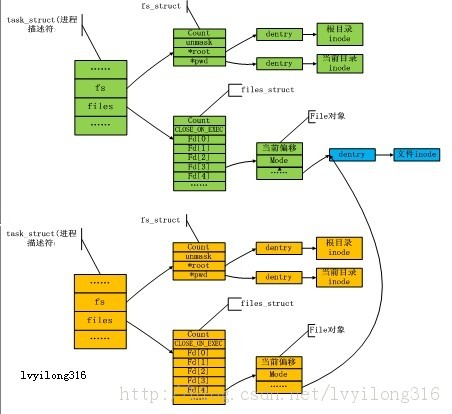 task_struct(进程
描述符:
fs_struct
Count
unmask
*root
*pwd
dentry
根目录
inode
dentry
当前目录
inode
……
fs
files
……
files_struct
Count
CLOSE_ON_EXEC
Fd[0]
Fd[1]
Fd[2]
Fd[3]
Fd[4]
……
File对象
当前偏移
Mode
……
dentry
文件inode
task_struct(进程
描述符:
fs_struct
Count
unmask
*root
*pwd
dentry
根目录
inode
dentry
当前目录
inode
……
fs
files
……
files_struct
Count
CLOSE_ON_EXEC
Fd[0]
Fd[1]
Fd[2]
Fd[3]
Fd[4]
……
File对象
当前偏移
Mode
……
lvyilong316
http://blog.csdn.net/lvyilong316